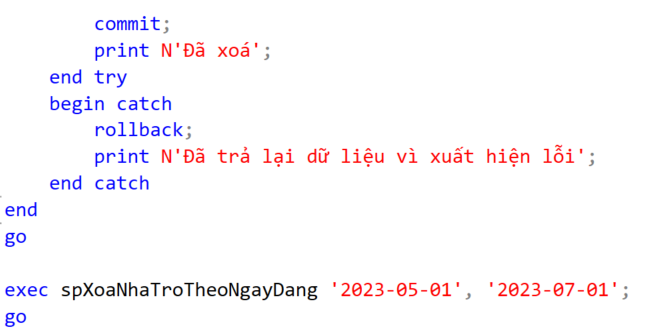 commit;
print N'Đã xoá';
end try
begin catch
rollback;
print N'Đã trả lại dữ liệu vì xuất hiện lỗi';
end catch
end
go
exec spXoaNhaTroTheoNgayDang '2023-05-01', '2023-07-01';
go